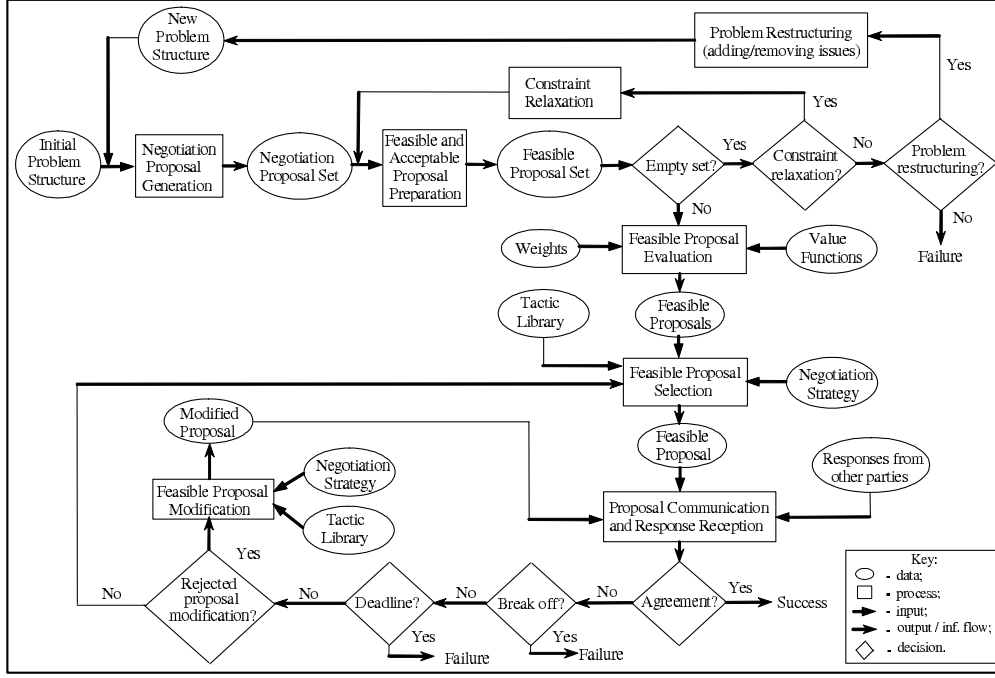 New
Problem
Structure
Problem Restructuring
(adding/removing issues)
Yes
Constraint
Relaxation
Yes
Initial
Problem
Structure
Negotiation
Proposal
Generation
Negotiation
Proposal Set
Feasible and
Acceptable
Proposal
Preparation
Feasible
Proposal Set
Empty set?
Yes
Constraint
relaxation?
No
Problem
restructuring?
No
No
Failure
Weights
Feasible Proposal
Evaluation
Value
Functions
Tactic
Library
Feasible
Proposals
Feasible Proposal
Selection
Negotiation
Strategy
Modified
Proposal
Feasible
Proposal
Negotiation
Strategy
Responses from
other parties
Feasible Proposal
Modification
Tactic
Library
Proposal Communication
and Response Reception
Yes
No
Rejected
proposal
modification?
No
Deadline?
No
Break off?
No
Agreement?
Yes
Success
Yes
Failure
Yes
Failure
Key:
- data;
- process;
- input;
- output / inf. flow;
- decision.